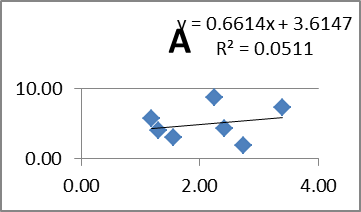 y = 0.6614x + 3.6147
A
R² = 0.0511
10.00
0.00
0.00 2.00 4.00